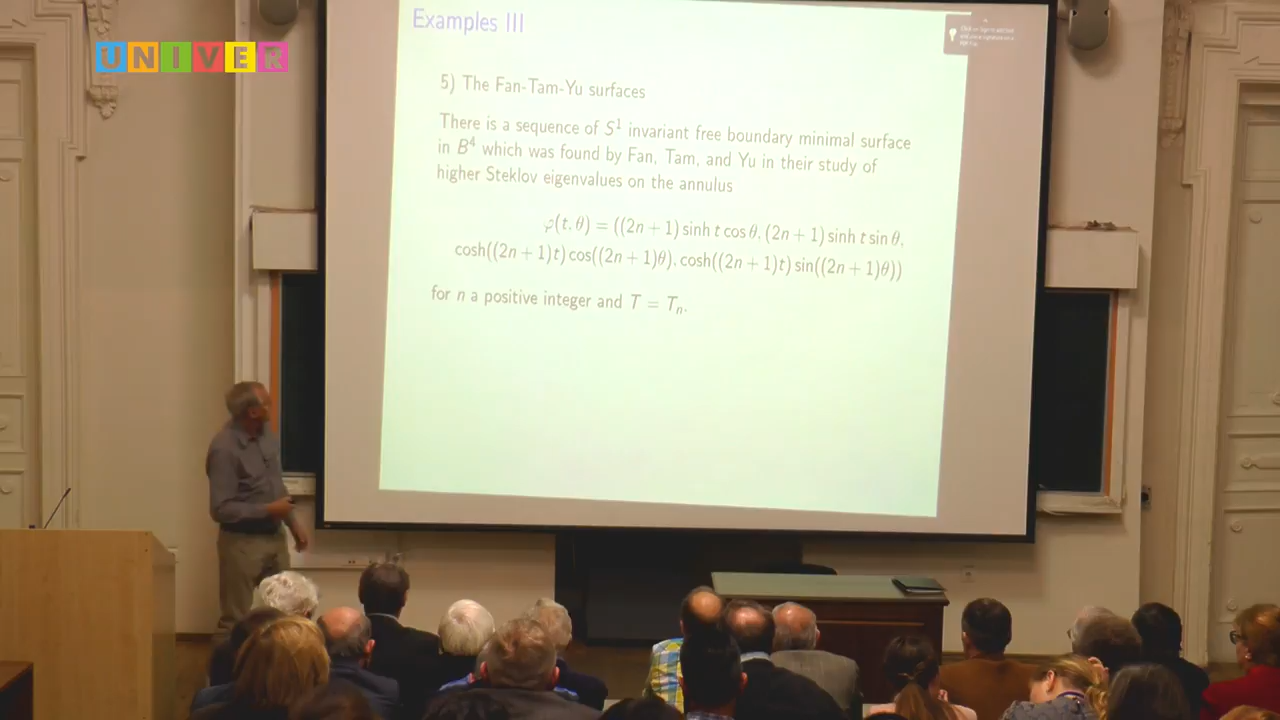 UNIVER
Examples III
5) The Fan-Tam-Yu surfaces
There is a sequence of S¹ invariant free boundary minimal surface
in B⁴ which was found by Fan, Tam, and Yu in their study of
higher Steklov eigenvalues on the annulus
φ(t, θ) = ((2n + 1) sinh t cos θ, (2n + 1) sinh t sin θ,
cosh((2n + 1)t) cos((2n + 1)θ), cosh((2n + 1)t) sin((2n + 1)θ))
for n a positive integer and T = Tₙ.